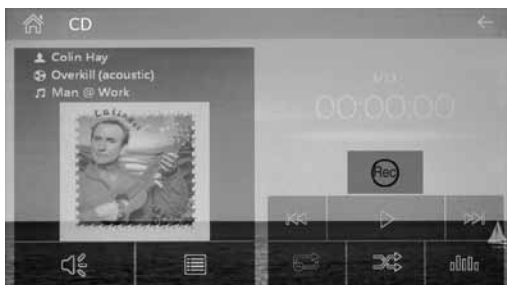 CD
Colin Hay
Overkill (acoustic)
Man @ Work
00:00:00
Rec